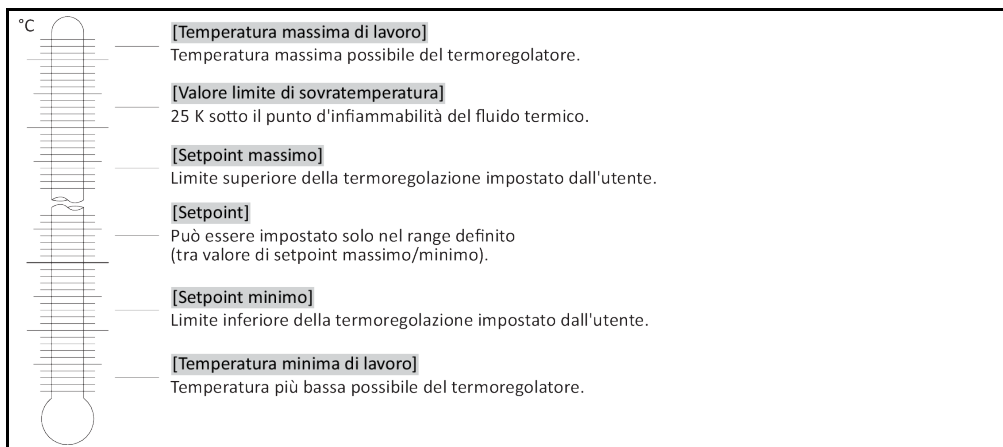 °C
[Temperatura massima di lavoro]
Temperatura massima possibile del termoregolatore.
[Valore limite di sovratemperatura]
25 K sotto il punto d'infiammabilità del fluido termico.
[Setpoint massimo]
Limite superiore della termoregolazione impostato dall'utente.
[Setpoint]
Può essere impostato solo nel range definito
(tra valore di setpoint massimo/minimo).
[Setpoint minimo]
Limite inferiore della termoregolazione impostato dall'utente.
[Temperatura minima di lavoro]
Temperatura più bassa possibile del termoregolatore.